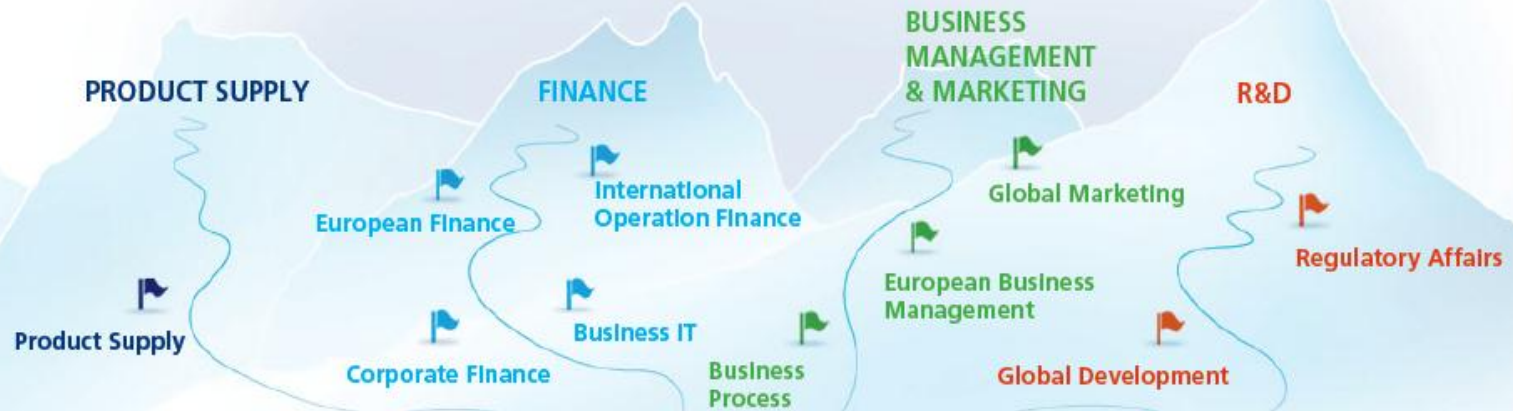 PRODUCT SUPPLY
FINANCE
BUSINESS
MANAGEMENT
& MARKETING
R&D
European Finance
International
Operation Finance
Global Marketing
Regulatory Affairs
European Business
Management
Product Supply
Business IT
Corporate Finance
Business
Process
Global Development